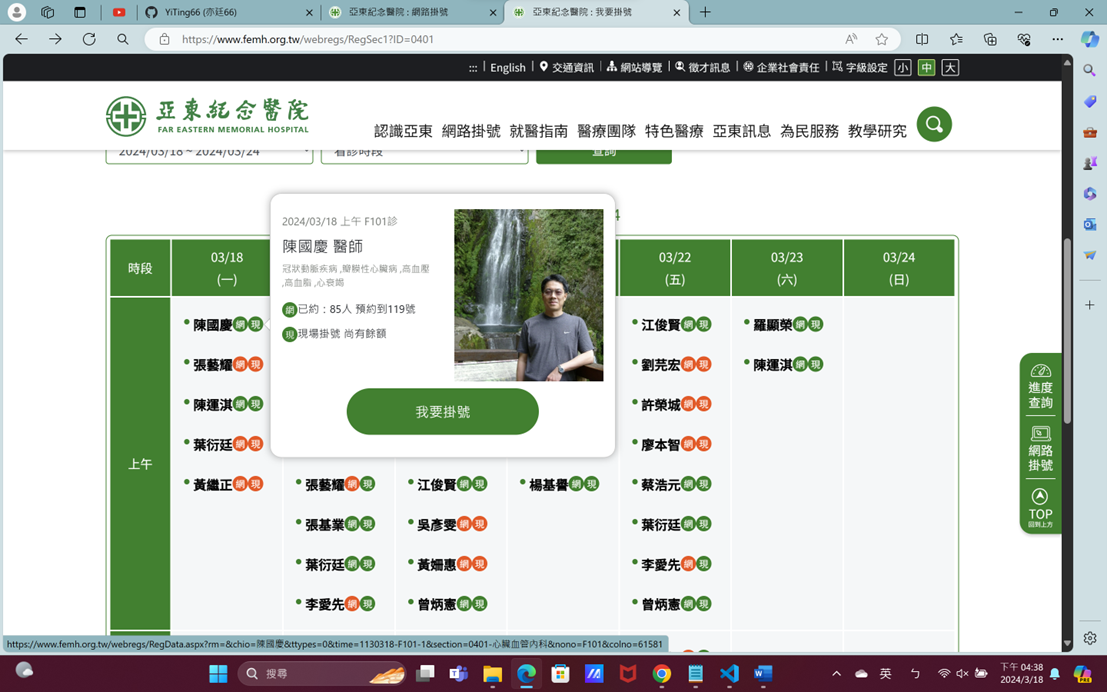 YiTing66 (亦廷66)
亞東紀念醫院 : 網路掛號
亞東紀念醫院 : 我要掛號
https://www.femh.org.tw/webregs/RegSec1?ID=0401
:::
English
交通資訊
網站導覽
徵才訊息
企業社會責任
字級設定
小
中
大
亞東紀念醫院
FAR EASTERN MEMORIAL HOSPITAL
認識亞東 網路掛號 就醫指南 醫療團隊 特色醫療 亞東訊息 為民服務 教學研究
2024/03/18 ~ 2024/03/24
看診時段
查詢
4
時段
03/18
(一)
03/22
(五)
03/23
(六)
03/24
(日)
2024/03/18 上午 F101診
陳國慶 醫師
冠狀動脈疾病 ,瓣膜性心臟病 ,高血壓
,高血脂 ,心衰竭
網已約：85人 預約到119號
現現場掛號 尚有餘額
我要掛號
上午
陳國慶網現
張藝耀網現
陳運淇網現
葉衍廷網現
黃繼正網現
張藝耀網現
張基業網現
葉衍廷網現
李愛先網現
江俊賢網現
吳彥雯網現
黃姍惠網現
曾炳憲網現
楊基譽網現
江俊賢網現
劉芫宏網現
許榮城網現
廖本智網現
蔡浩元網現
葉衍廷網現
李愛先網現
曾炳憲網現
羅顯榮網現
陳運淇網現
進度
查詢
網路
掛號
TOP
回到上方
https://www.femh.org.tw/webregs/RegData.aspx?rm=&chio=陳國慶&ttypes=0&time=1130318-F101-1&section=0401-心臟血管內科&nono=F101&colno=61581
搜尋
英
ㄅ
下午 04:38
2024/03/18